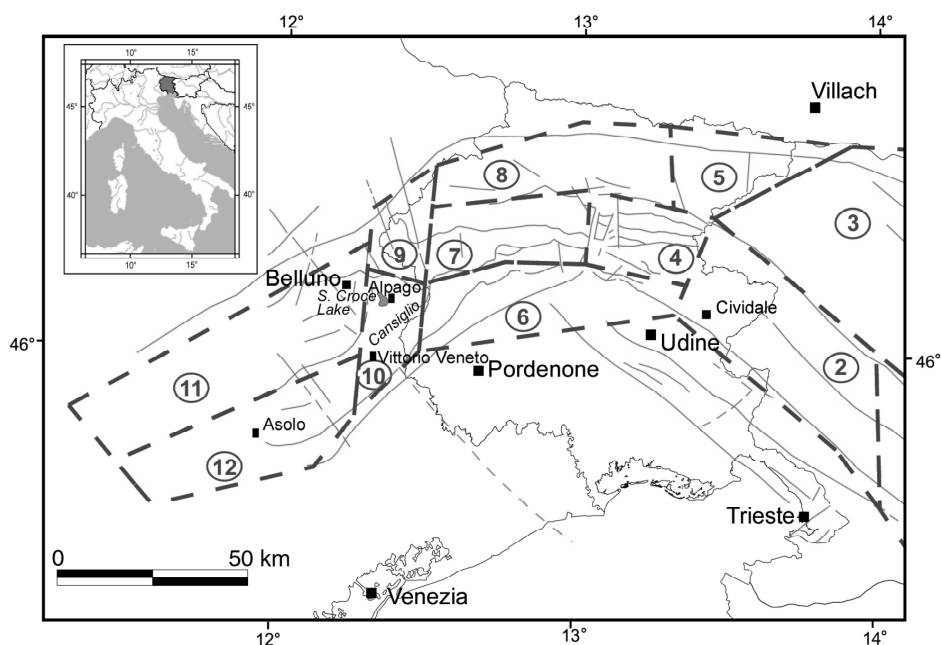 12°
13°
14°
10°
15°
45°
45°
40°
40°
10°
15°
Villach
8
5
3
9
7
4
Belluno
Alpago
S. Croce
Lake
Cansiglio
6
Cividale
46°
Vittorio Veneto
Udine
46°
10
Pordenone
2
11
Asolo
12
Trieste
0
50 km
Venezia
12°
13°
14°